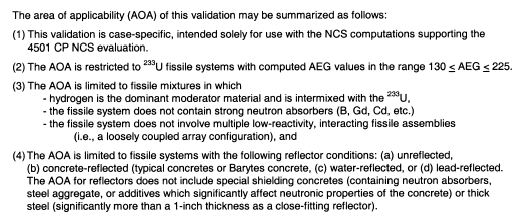 The area of applicability (AOA) of this validation may be summarized as follows:
(1) This validation is case-specific, intended solely for use with the NCS computations supporting the
4501 CP NCS evaluation.
(2) The AOA is restricted to ²³³U fissile systems with computed AEG values in the range 130 ≤ AEG ≤ 225.
(3) The AOA is limited to fissile mixtures in which
- hydrogen is the dominant moderator material and is intermixed with the ²³³U,
- the fissile system does not contain strong neutron absorbers (B, Gd, Cd,, etc.)
- the fissile system does not involve multiple low-reactivity, interacting fissile assemblies
(i.e., a loosely coupled array configuration), and
(4) The AOA is limited to fissile systems with the following reflector conditions: (a) unreflected,
(b) concrete-reflected (typical concretes or Barytes concrete, (c) water-reflected, or (d) lead-reflected.
The AOA for reflectors does not include special shielding concretes (containing neutron absorbers,
steel aggregate, or additives which significantly affect neutronic properties of the concrete) or thick
steel (significantly more than a 1-inch thickness as a close-fitting reflector).